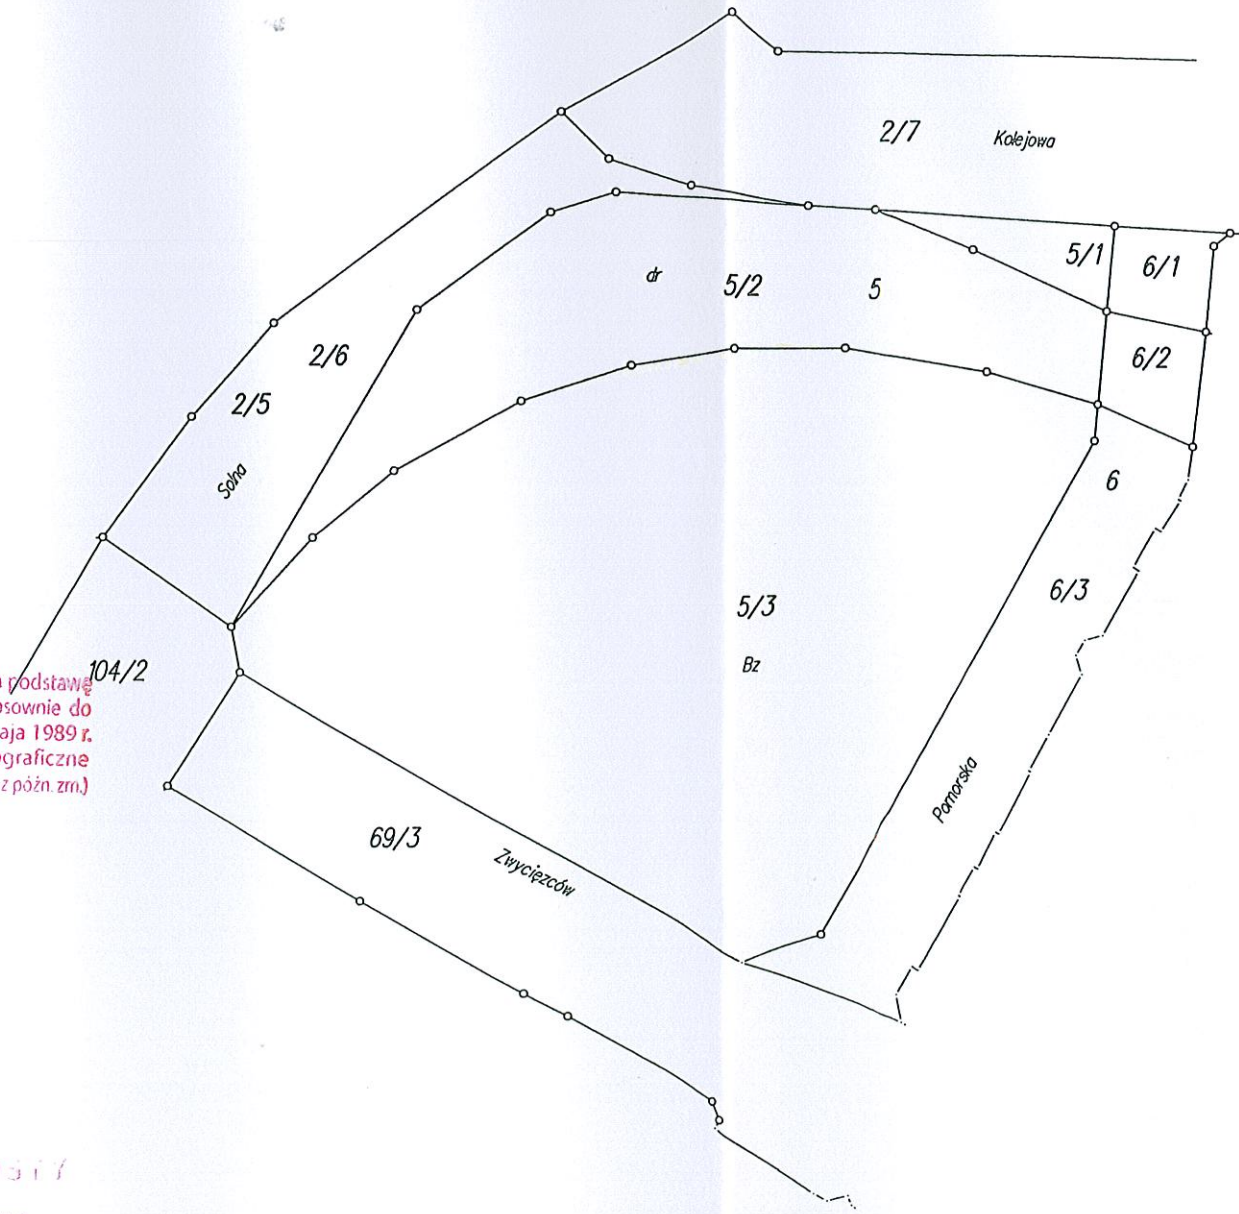 2/7 Kolejowa
5/1
6/1
dr 5/2 5
2/6
6/2
2/5
Solna
6
6/3
5/3
Bz
104/2
podstawę
sownie do
aja 1989 r.
graficzne
z późn. zm.)
Pomorska
69/3
Zwycięzców